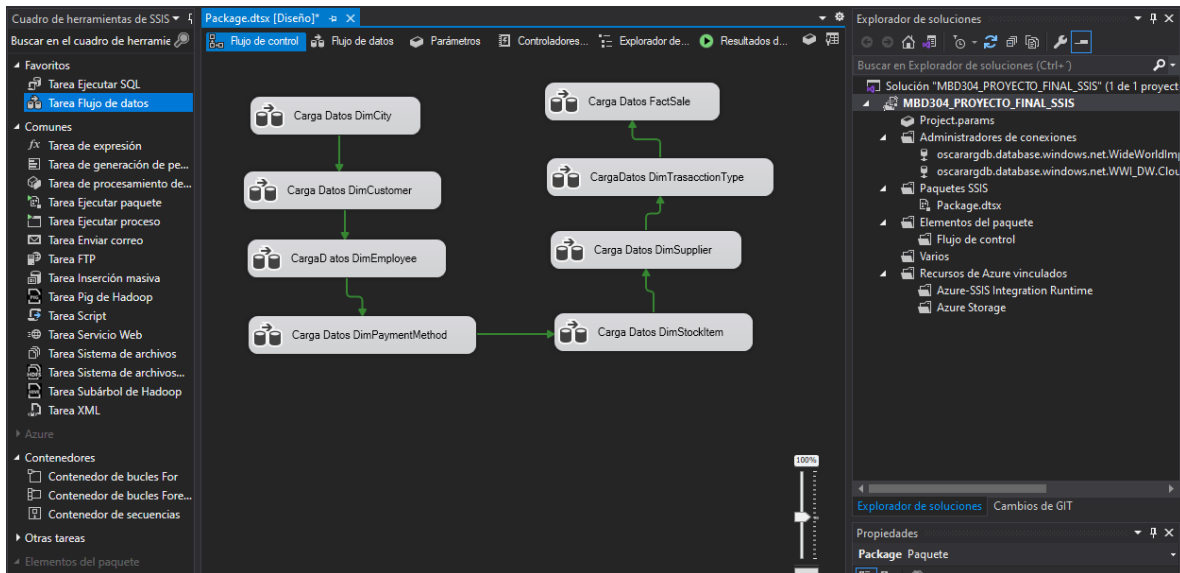 Cuadro de herramientas de SSIS
Buscar en el cuadro de herramie
Favoritos
Tarea Ejecutar SQL
Tarea Flujo de datos
Comunes
Tarea de expresión
Tarea de generación de pe...
Tarea de procesamiento de...
Tarea Ejecutar paquete
Tarea Ejecutar proceso
Tarea Enviar correo
Tarea FTP
Tarea Inserción masiva
Tarea Pig de Hadoop
Tarea Script
Tarea Servicio Web
Tarea Sistema de archivos
Tarea Sistema de archivos...
Tarea Subárbol de Hadoop
Tarea XML
Azure
Contenedores
Contenedor de bucles For
Contenedor de bucles Fore...
Contenedor de secuencias
Otras tareas
Elementos del paquete
Package.dtsx [Diseño]*
Flujo de control
Flujo de datos
Parámetros
Controladores...
Explorador de...
Resultados d...
Carga Datos DimCity
Carga Datos DimCustomer
CargaD atos DimEmployee
Carga Datos DimPaymentMethod
Carga Datos DimStockItem
Carga Datos DimSupplier
CargaDatos DimTrasacctionType
Carga Datos FactSale
100%
Explorador de soluciones
Buscar en Explorador de soluciones (Ctrl+´)
Solución "MBD304_PROYECTO_FINAL_SSIS" (1 de 1 proyect
MBD304_PROYECTO_FINAL_SSIS
Project.params
Administradores de conexiones
oscarargdb.database.windows.net.WideWorldImp
oscarargdb.database.windows.net.WWI_DW.Clou
Paquetes SSIS
Package.dtsx
Elementos del paquete
Flujo de control
Varios
Recursos de Azure vinculados
Azure-SSIS Integration Runtime
Azure Storage
Explorador de soluciones
Cambios de GIT
Propiedades
Package Paquete